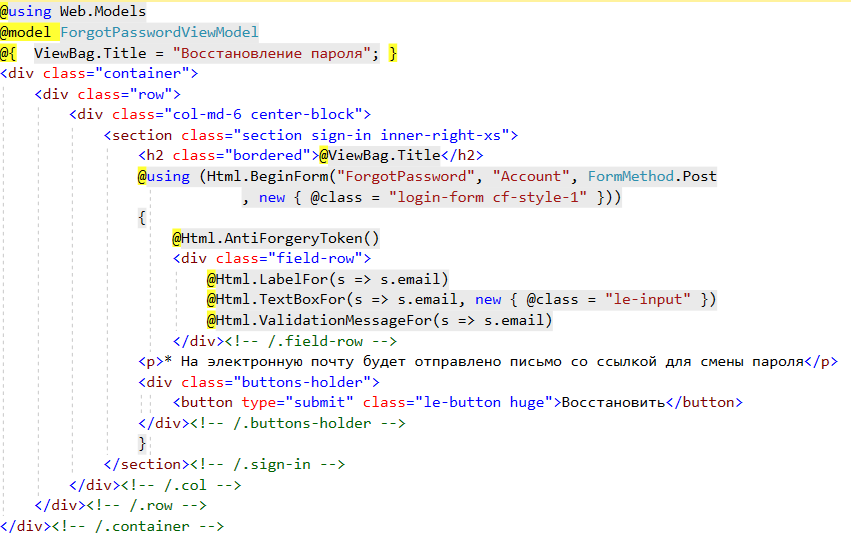 @using Web.Models
@model ForgotPasswordViewModel
@{  ViewBag.Title = "Восстановление пароля"; }
<div class="container">
    <div class="row">
        <div class="col-md-6 center-block">
            <section class="section sign-in inner-right-xs">
                <h2 class="bordered">@ViewBag.Title</h2>
                @using (Html.BeginForm("ForgotPassword", "Account", FormMethod.Post
                            , new { @class = "login-form cf-style-1" }))
                {
                    @Html.AntiForgeryToken()
                    <div class="field-row">
                        @Html.LabelFor(s => s.email)
                        @Html.TextBoxFor(s => s.email, new { @class = "le-input" })
                        @Html.ValidationMessageFor(s => s.email)
                    </div><!-- /.field-row -->
                <p>* На электронную почту будет отправлено письмо со ссылкой для смены пароля</p>
                <div class="buttons-holder">
                    <button type="submit" class="le-button huge">Восстановить</button>
                </div><!-- /.buttons-holder -->
                }
            </section><!-- /.sign-in -->
        </div><!-- /.col -->
    </div><!-- /.row -->
</div><!-- /.container -->